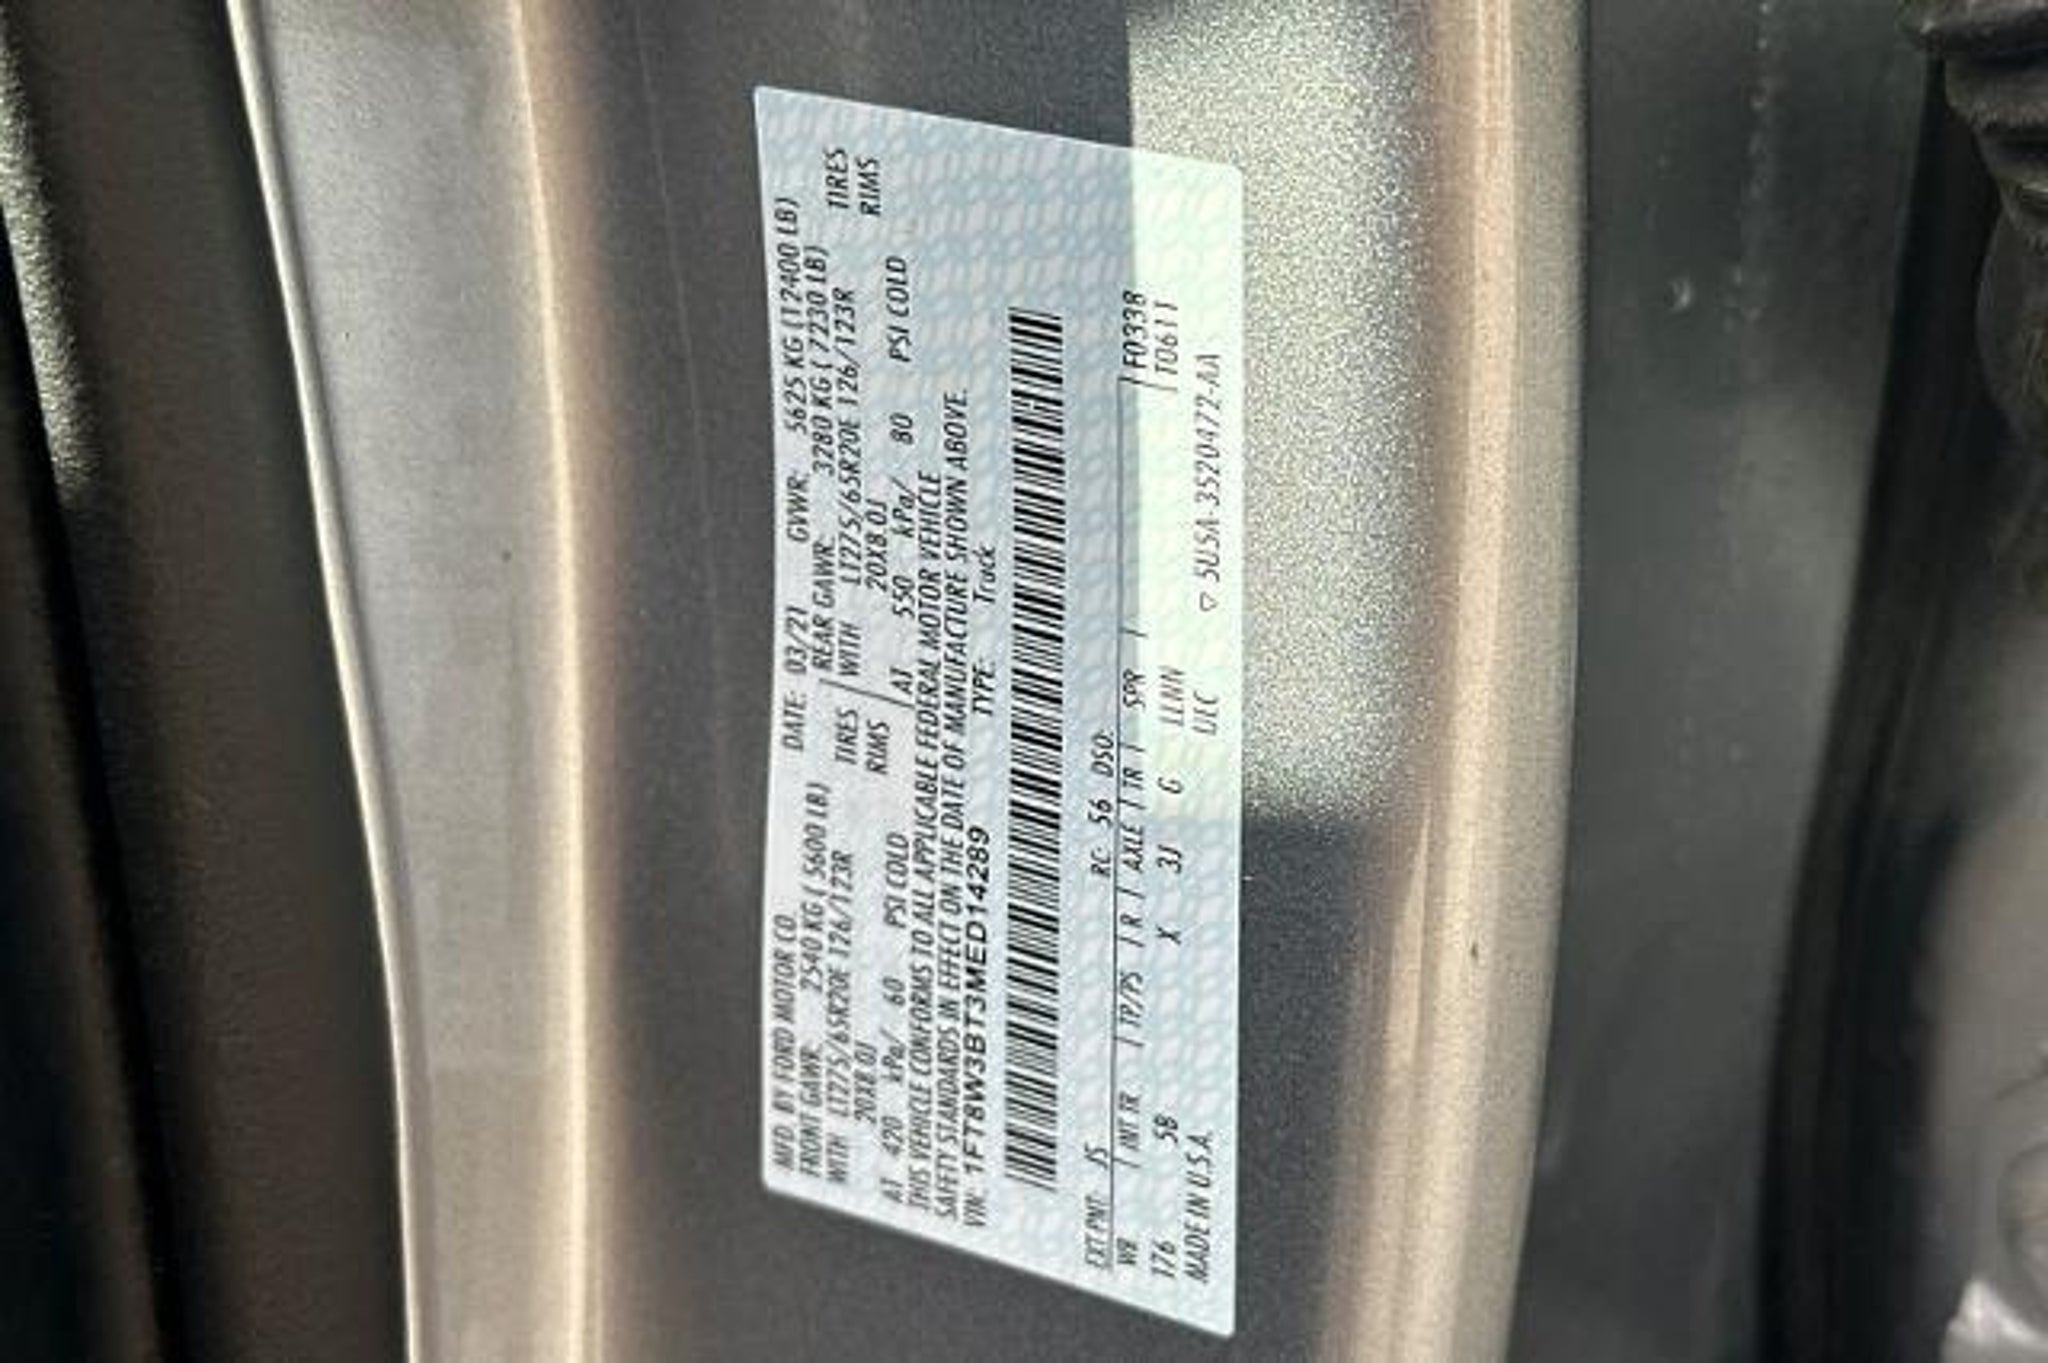 MFD. BY FORD MOTOR CO. DATE: 03/21 GVWR: 5625 KG (12400 LB)
FRONT GAWR: 2540 KG (5600 LB) REAR GAWR: 3280 KG (7230 LB)
WITH LT275/65R20E 126/123R TIRES WITH LT275/65R20E 126/123R TIRES
20X8.0J RIMS 20X8.0J RIMS
AT 420 kPa/ 60 PSI COLD AT 550 kPa/ 80 PSI COLD
THIS VEHICLE CONFORMS TO ALL APPLICABLE FEDERAL MOTOR VEHICLE
SAFETY STANDARDS IN EFFECT ON THE DATE OF MANUFACTURE SHOWN ABOVE.
VIN: 1FT8W3BT3MED14289 TYPE: Truck
EXT PNT: J5 RC: 56 DSO:
WB | INT TR | TP/PS | R | AXLE | TR | SPR | F0338
176 5B X 3J G LLNN T0611
MADE IN U.S.A. UEC ▽ 5U5A-3520472-AA